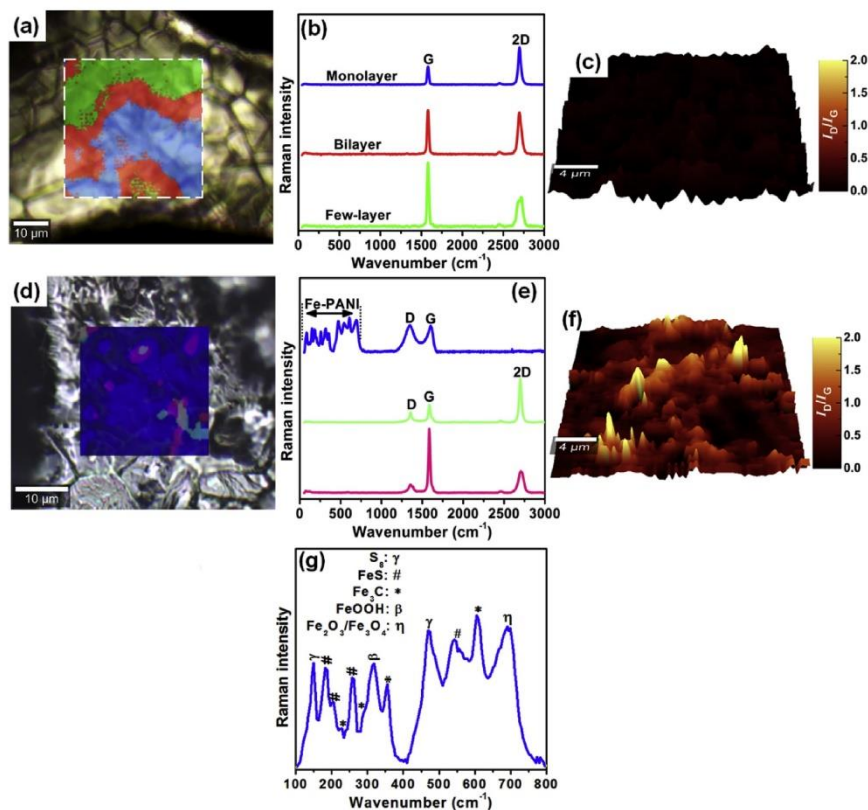 (a)
10 µm
(b)
G
2D
Monolayer
Bilayer
Few-layer
Raman intensity
0 500 1000 1500 2000 2500 3000
Wavenumber (cm⁻¹)
(c)
4 µm
2.0
1.5
1.0
0.5
0.0
I_D/I_G
(d)
10 µm
(e)
Fe-PANI
D G
2D
D G
Raman intensity
0 500 1000 1500 2000 2500 3000
Wavenumber (cm⁻¹)
(f)
4 µm
2.0
1.5
1.0
0.5
0.0
I_D/I_G
(g)
S₈: γ
FeS: #
Fe₃C: *
FeOOH: β
Fe₂O₃/Fe₃O₄: η
γ # # * # * β * γ # * η
Raman intensity
100 200 300 400 500 600 700 800
Wavenumber (cm⁻¹)